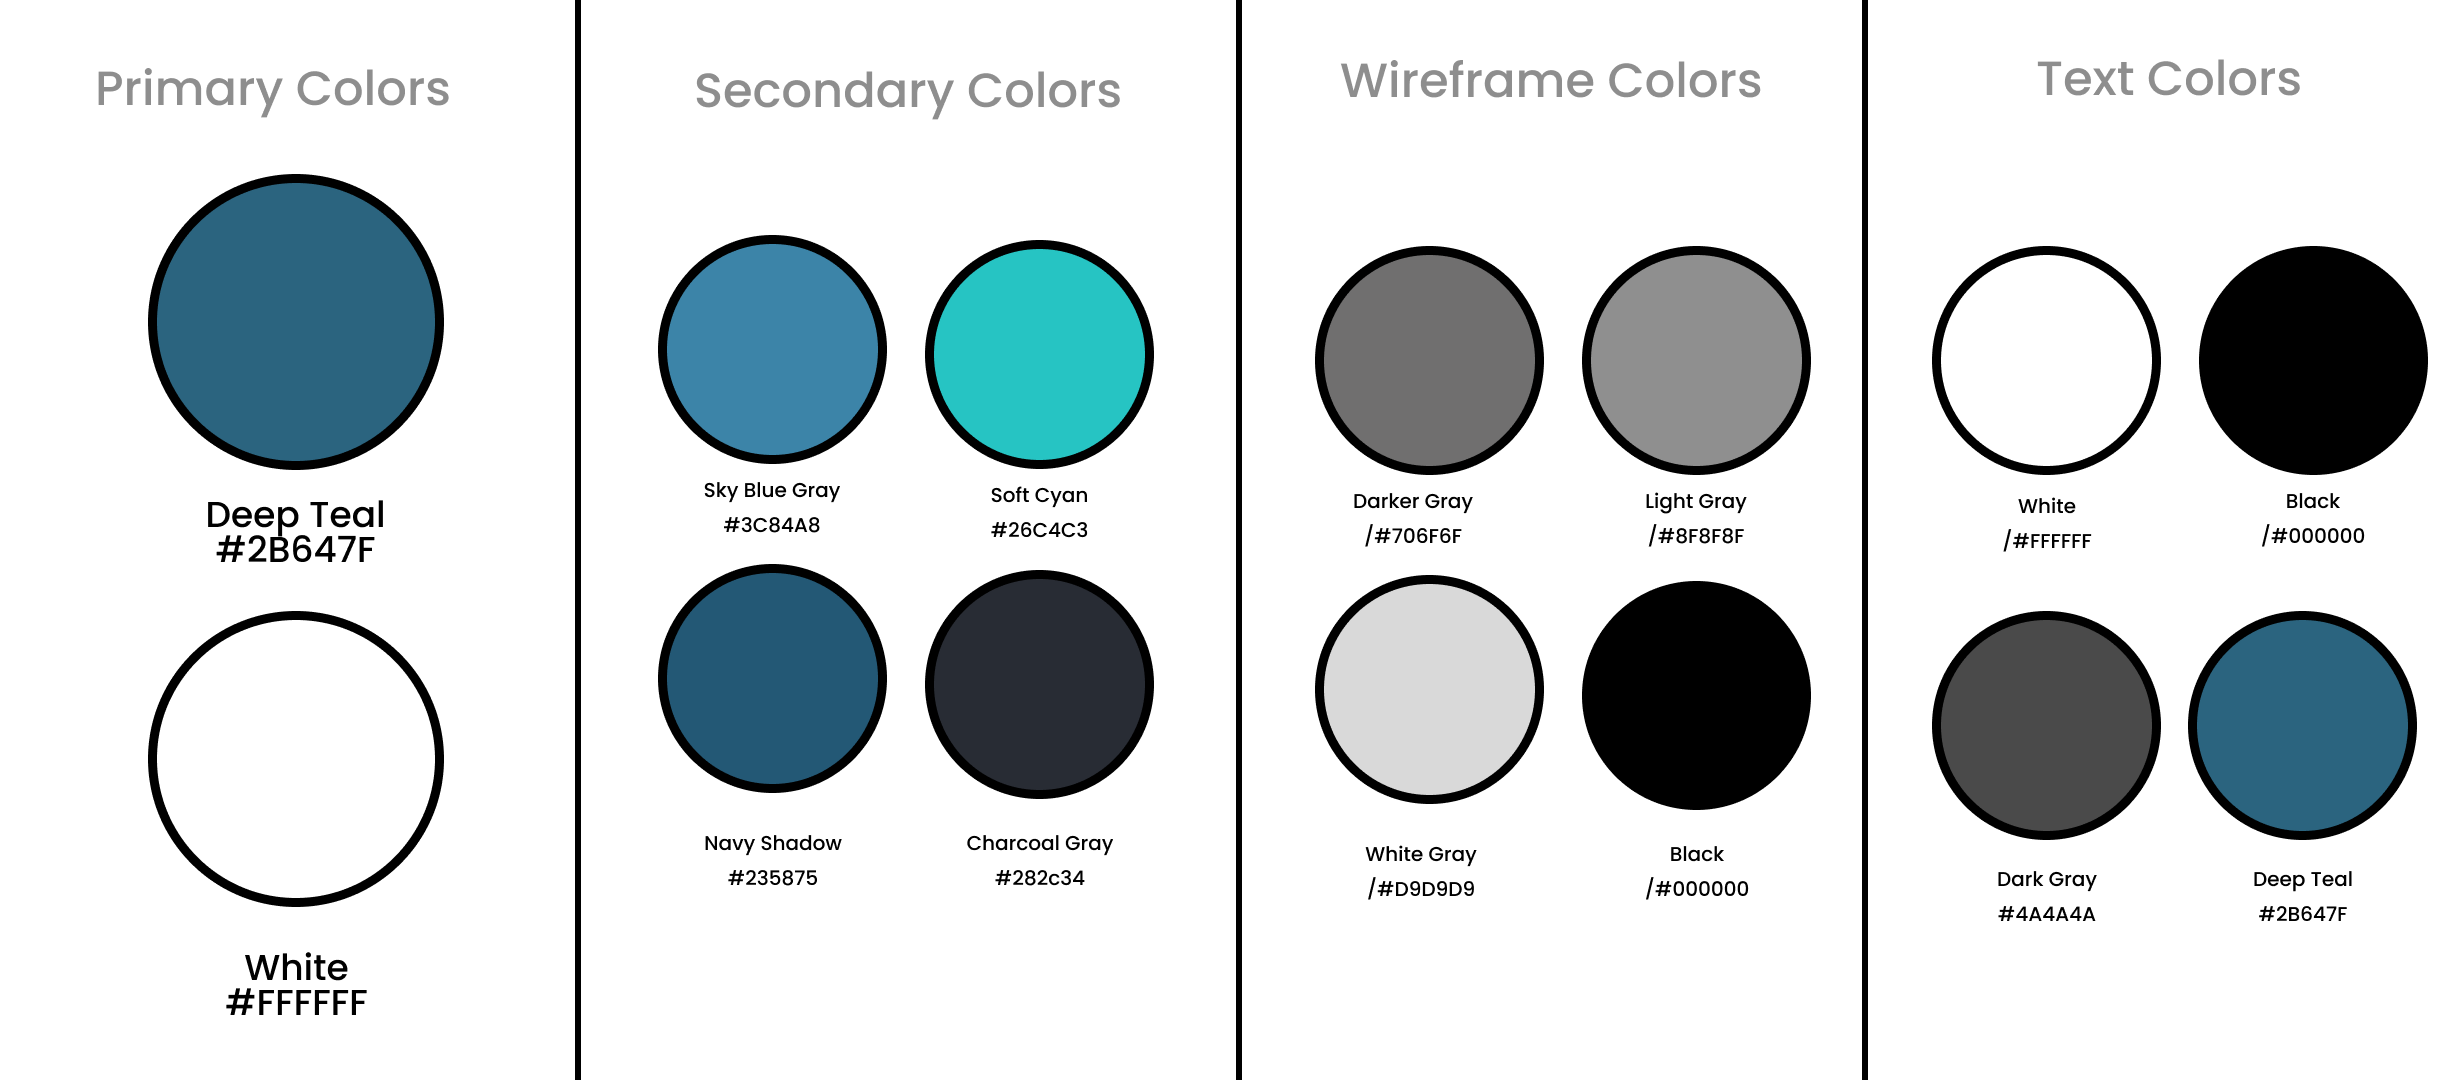 Primary Colors
Deep Teal
#2B647F
White
#FFFFFF
Secondary Colors
Sky Blue Gray
#3C84A8
Soft Cyan
#26C4C3
Navy Shadow
#235875
Charcoal Gray
#282c34
Wireframe Colors
Darker Gray
/#706F6F
Light Gray
/#8F8F8F
White Gray
/#D9D9D9
Black
/#000000
Text Colors
White
/#FFFFFF
Black
/#000000
Dark Gray
#4A4A4A
Deep Teal
#2B647F